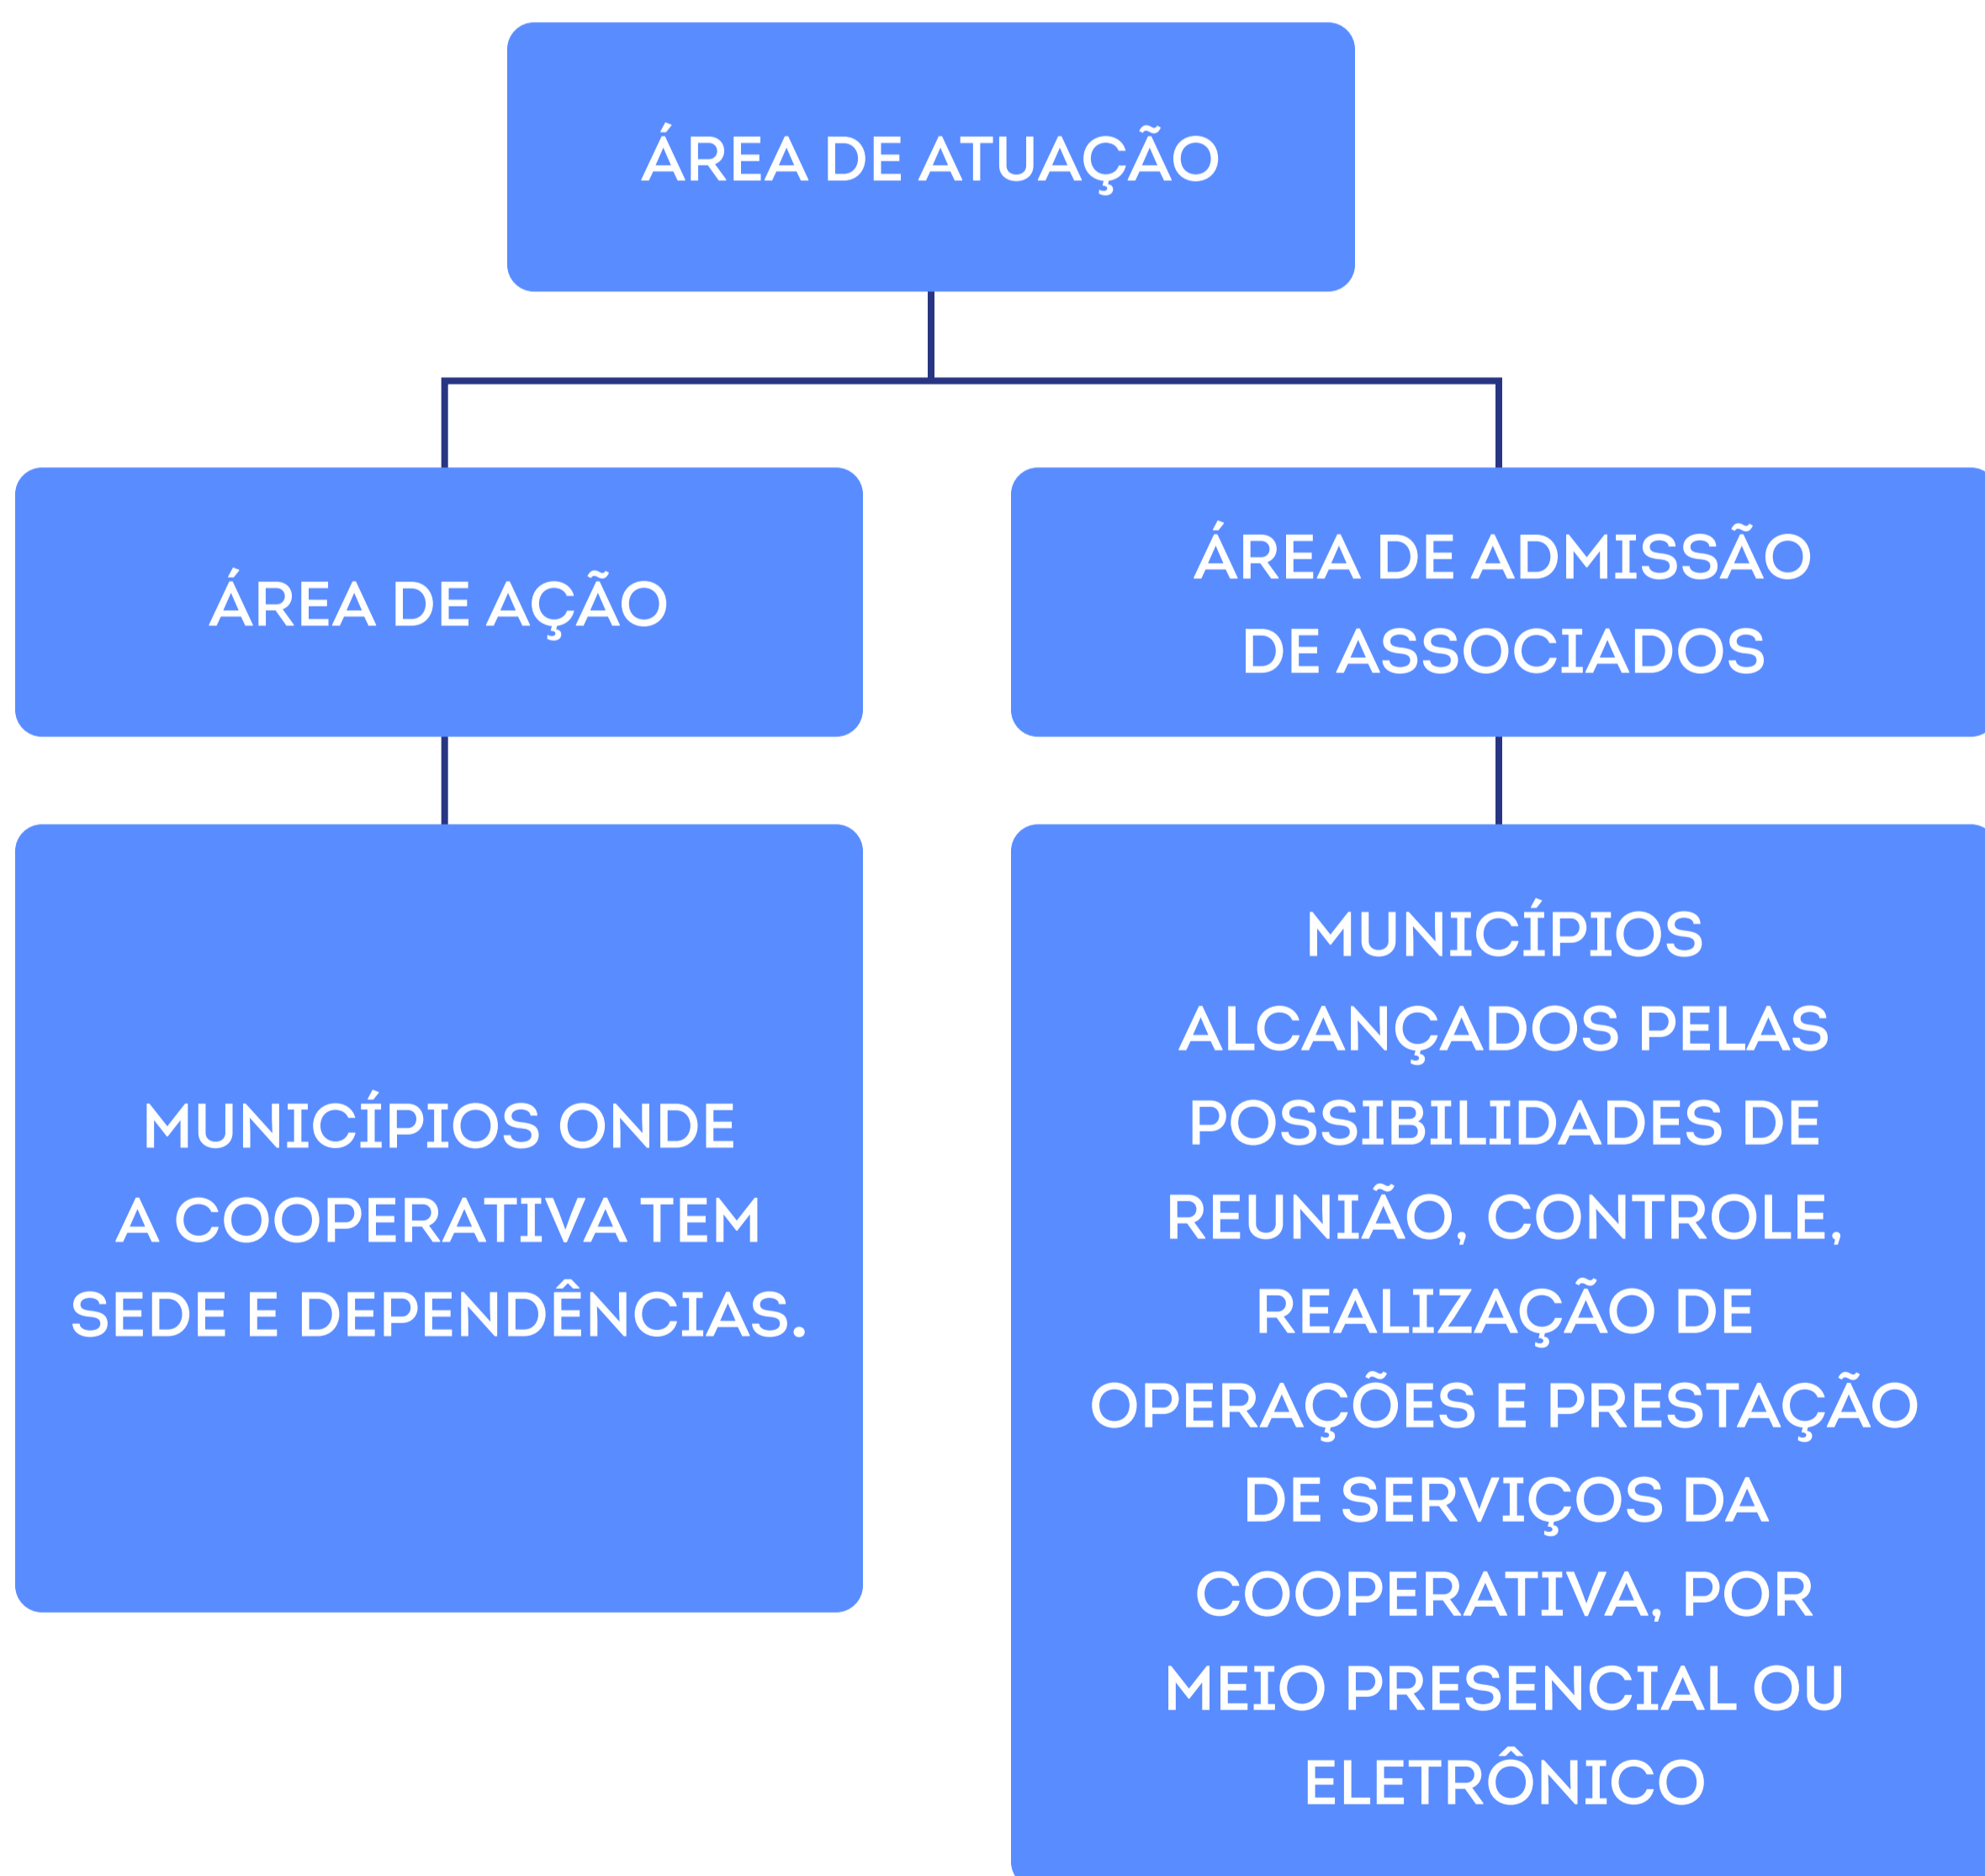 ÁREA DE ATUAÇÃO
ÁREA DE AÇÃO
ÁREA DE ADMISSÃO
DE ASSOCIADOS
MUNICÍPIOS ONDE
A COOPERATIVA TEM
SEDE E DEPENDÊNCIAS.
MUNICÍPIOS
ALCANÇADOS PELAS
POSSIBILIDADES DE
REUNIÃO, CONTROLE,
REALIZAÇÃO DE
OPERAÇÕES E PRESTAÇÃO
DE SERVIÇOS DA
COOPERATIVA, POR
MEIO PRESENCIAL OU
ELETRÔNICO